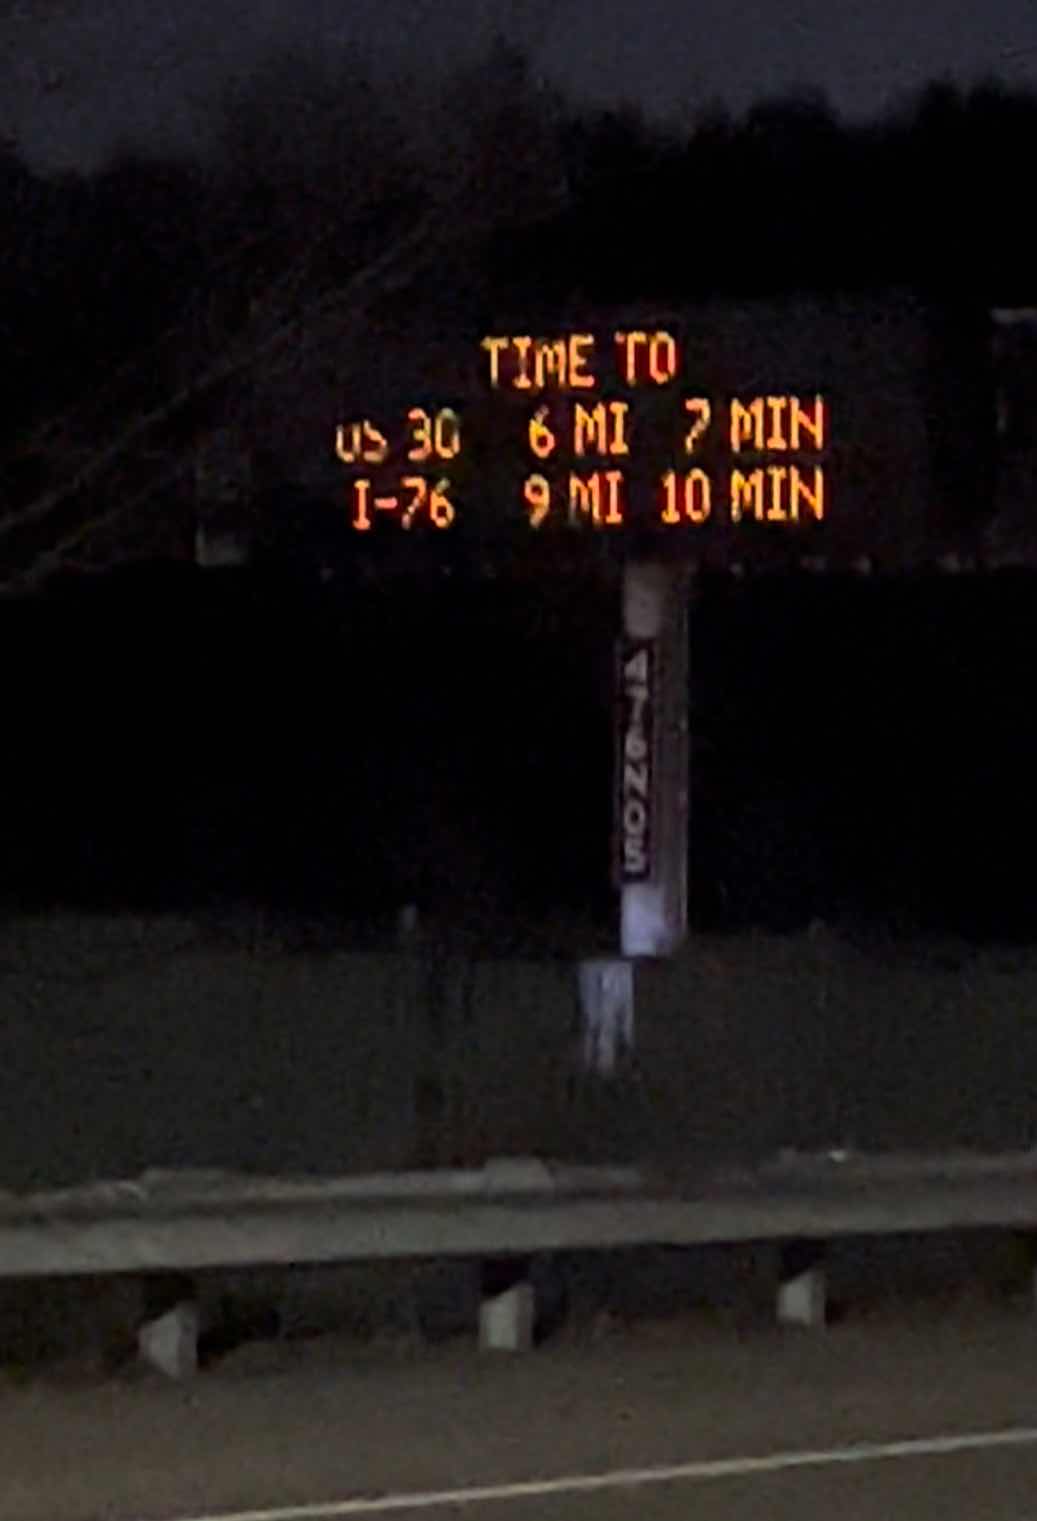 TIME TO
US 30 6 MI 7 MIN
I-76 9 MI 10 MIN
476N05